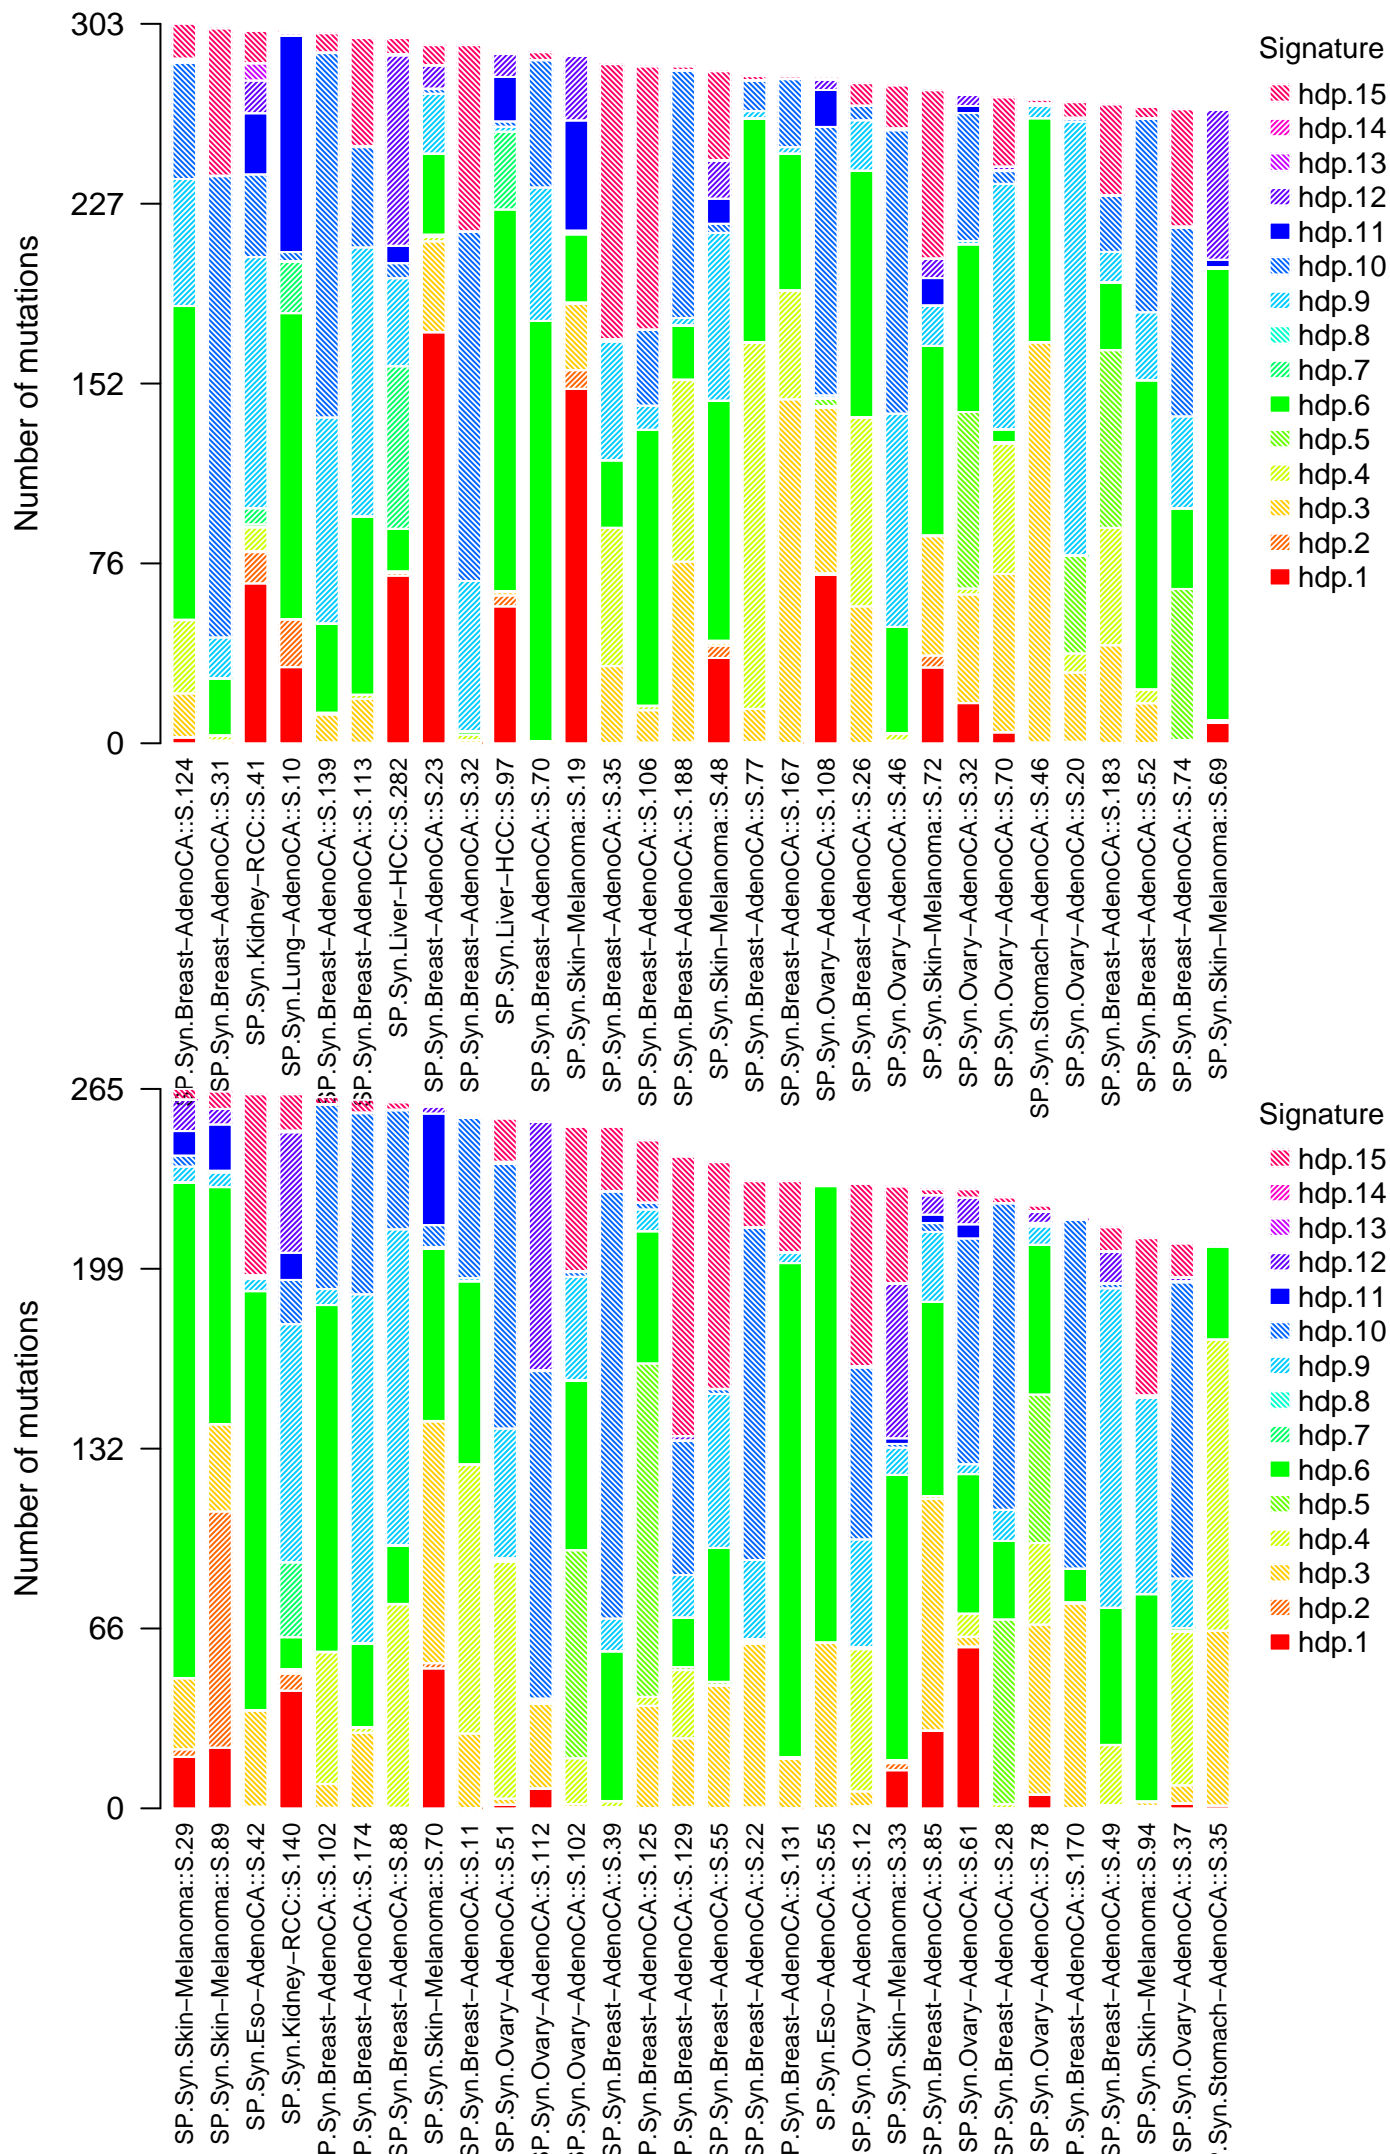 Number of mutations
303
227
152
76
0
Signature
hdp.15
hdp.14
hdp.13
hdp.12
hdp.11
hdp.10
hdp.9
hdp.8
hdp.7
hdp.6
hdp.5
hdp.4
hdp.3
hdp.2
hdp.1
SP.Syn.Breast−AdenoCA::S.124
SP.Syn.Breast−AdenoCA::S.31
SP.Syn.Kidney−RCC::S.41
SP.Syn.Lung−AdenoCA::S.10
SP.Syn.Breast−AdenoCA::S.139
SP.Syn.Breast−AdenoCA::S.113
SP.Syn.Liver−HCC::S.282
SP.Syn.Breast−AdenoCA::S.23
SP.Syn.Breast−AdenoCA::S.32
SP.Syn.Liver−HCC::S.97
SP.Syn.Breast−AdenoCA::S.70
SP.Syn.Skin−Melanoma::S.19
SP.Syn.Breast−AdenoCA::S.35
SP.Syn.Breast−AdenoCA::S.106
SP.Syn.Breast−AdenoCA::S.188
SP.Syn.Skin−Melanoma::S.48
SP.Syn.Breast−AdenoCA::S.77
SP.Syn.Breast−AdenoCA::S.167
SP.Syn.Ovary−AdenoCA::S.108
SP.Syn.Breast−AdenoCA::S.26
SP.Syn.Ovary−AdenoCA::S.46
SP.Syn.Skin−Melanoma::S.72
SP.Syn.Ovary−AdenoCA::S.32
SP.Syn.Ovary−AdenoCA::S.70
SP.Syn.Stomach−AdenoCA::S.46
SP.Syn.Ovary−AdenoCA::S.20
SP.Syn.Breast−AdenoCA::S.183
SP.Syn.Breast−AdenoCA::S.52
SP.Syn.Breast−AdenoCA::S.74
SP.Syn.Skin−Melanoma::S.69
Number of mutations
265
199
132
66
0
Signature
hdp.15
hdp.14
hdp.13
hdp.12
hdp.11
hdp.10
hdp.9
hdp.8
hdp.7
hdp.6
hdp.5
hdp.4
hdp.3
hdp.2
hdp.1
SP.Syn.Skin−Melanoma::S.29
SP.Syn.Skin−Melanoma::S.89
SP.Syn.Eso−AdenoCA::S.42
SP.Syn.Kidney−RCC::S.140
P.Syn.Breast−AdenoCA::S.102
P.Syn.Breast−AdenoCA::S.174
SP.Syn.Breast−AdenoCA::S.88
SP.Syn.Skin−Melanoma::S.70
SP.Syn.Breast−AdenoCA::S.11
SP.Syn.Ovary−AdenoCA::S.51
SP.Syn.Ovary−AdenoCA::S.112
SP.Syn.Ovary−AdenoCA::S.102
SP.Syn.Breast−AdenoCA::S.39
P.Syn.Breast−AdenoCA::S.125
P.Syn.Breast−AdenoCA::S.129
SP.Syn.Breast−AdenoCA::S.55
SP.Syn.Breast−AdenoCA::S.22
P.Syn.Breast−AdenoCA::S.131
SP.Syn.Eso−AdenoCA::S.55
SP.Syn.Ovary−AdenoCA::S.12
SP.Syn.Skin−Melanoma::S.33
SP.Syn.Breast−AdenoCA::S.85
SP.Syn.Ovary−AdenoCA::S.61
SP.Syn.Breast−AdenoCA::S.28
SP.Syn.Ovary−AdenoCA::S.78
P.Syn.Breast−AdenoCA::S.170
SP.Syn.Breast−AdenoCA::S.49
SP.Syn.Skin−Melanoma::S.94
SP.Syn.Ovary−AdenoCA::S.37
.Syn.Stomach−AdenoCA::S.35